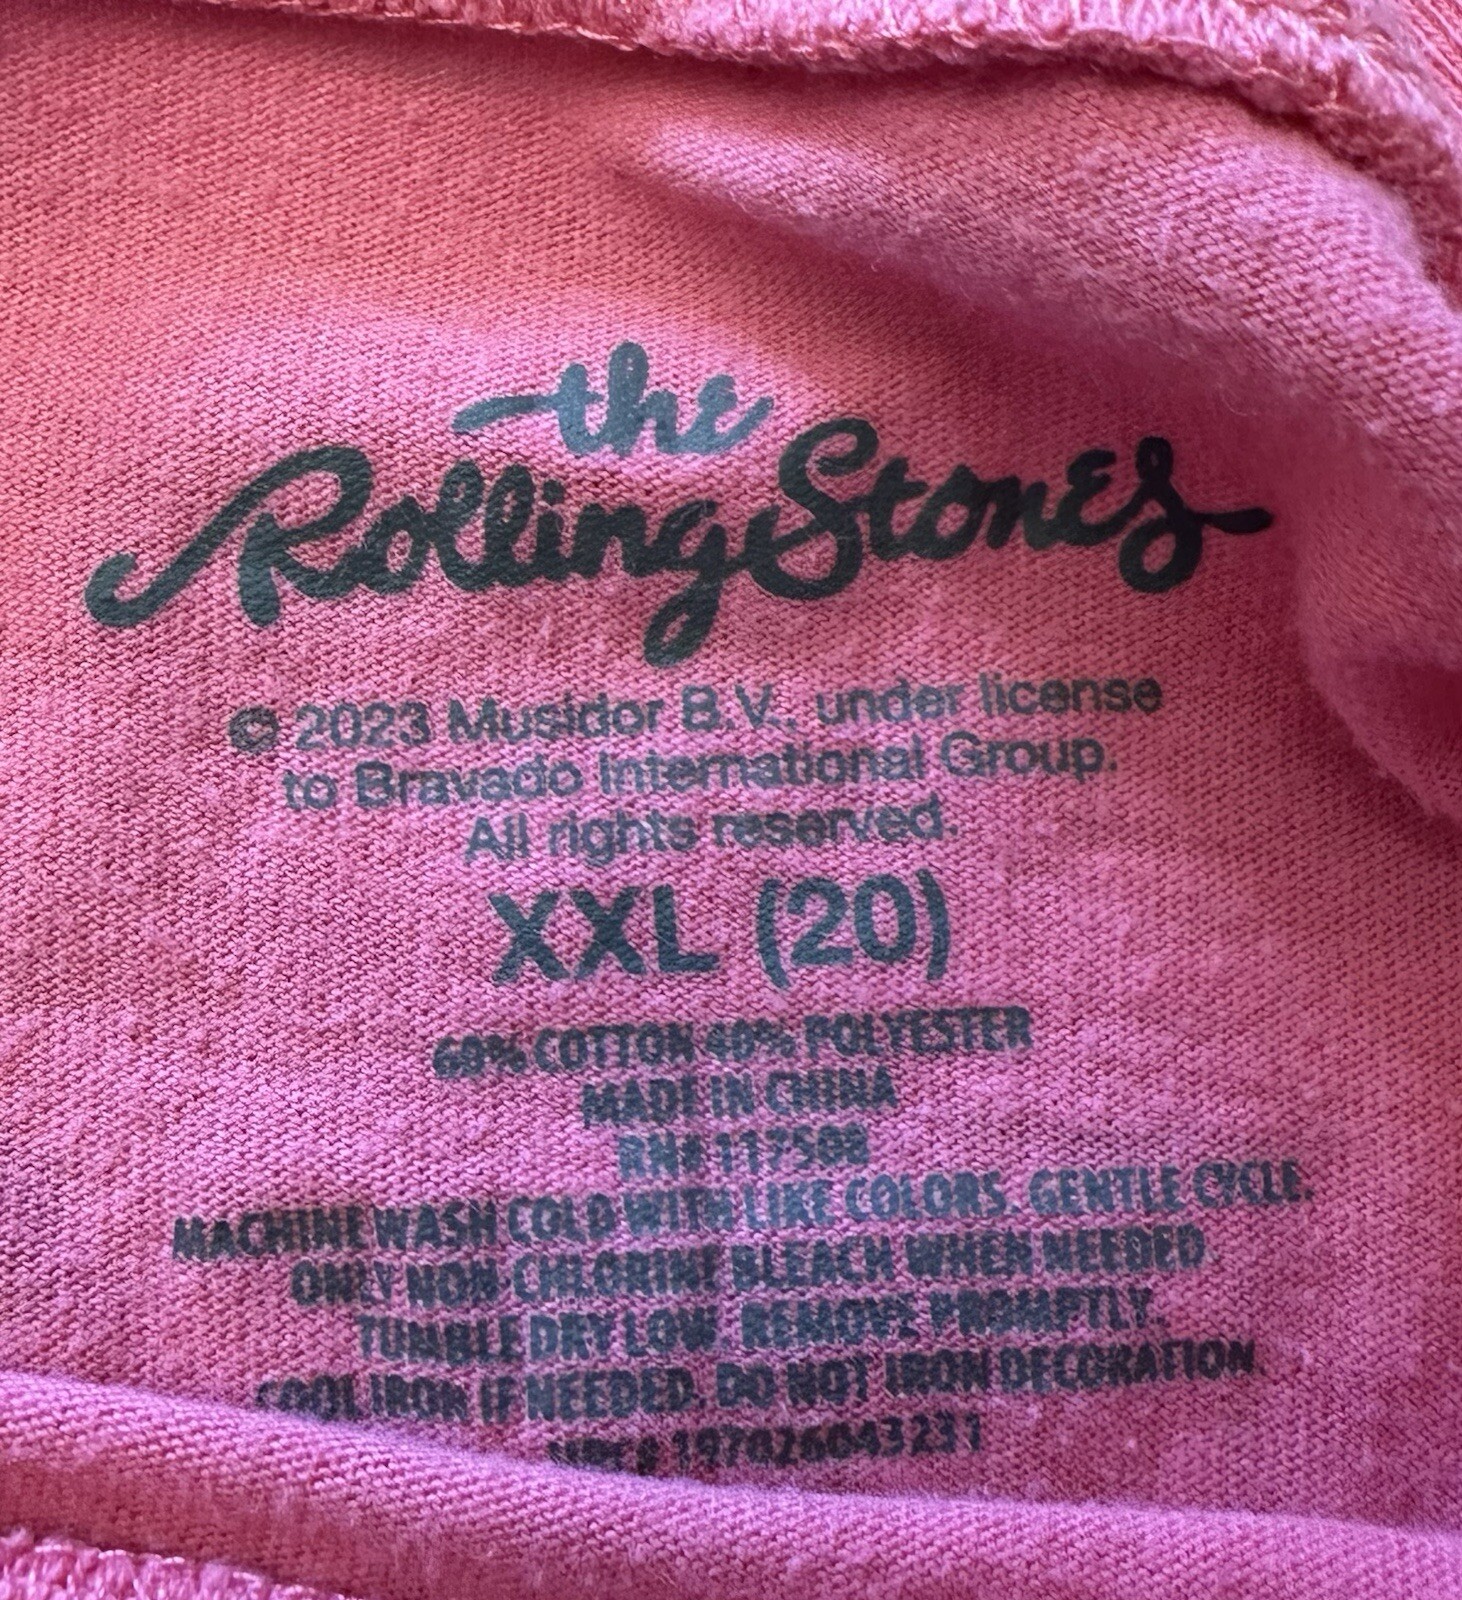 the
Rolling Stones
© 2023 Musidor B.V., under license
to Bravado International Group.
All rights reserved.
XXL (20)
60% COTTON 40% POLYESTER
MADE IN CHINA
RN# 117508
MACHINE WASH COLD WITH LIKE COLORS. GENTLE CYCLE.
ONLY NON-CHLORINE BLEACH WHEN NEEDED
TUMBLE DRY LOW. REMOVE PROMPTLY.
COOL IRON IF NEEDED. DO NOT IRON DECORATION
197026043231